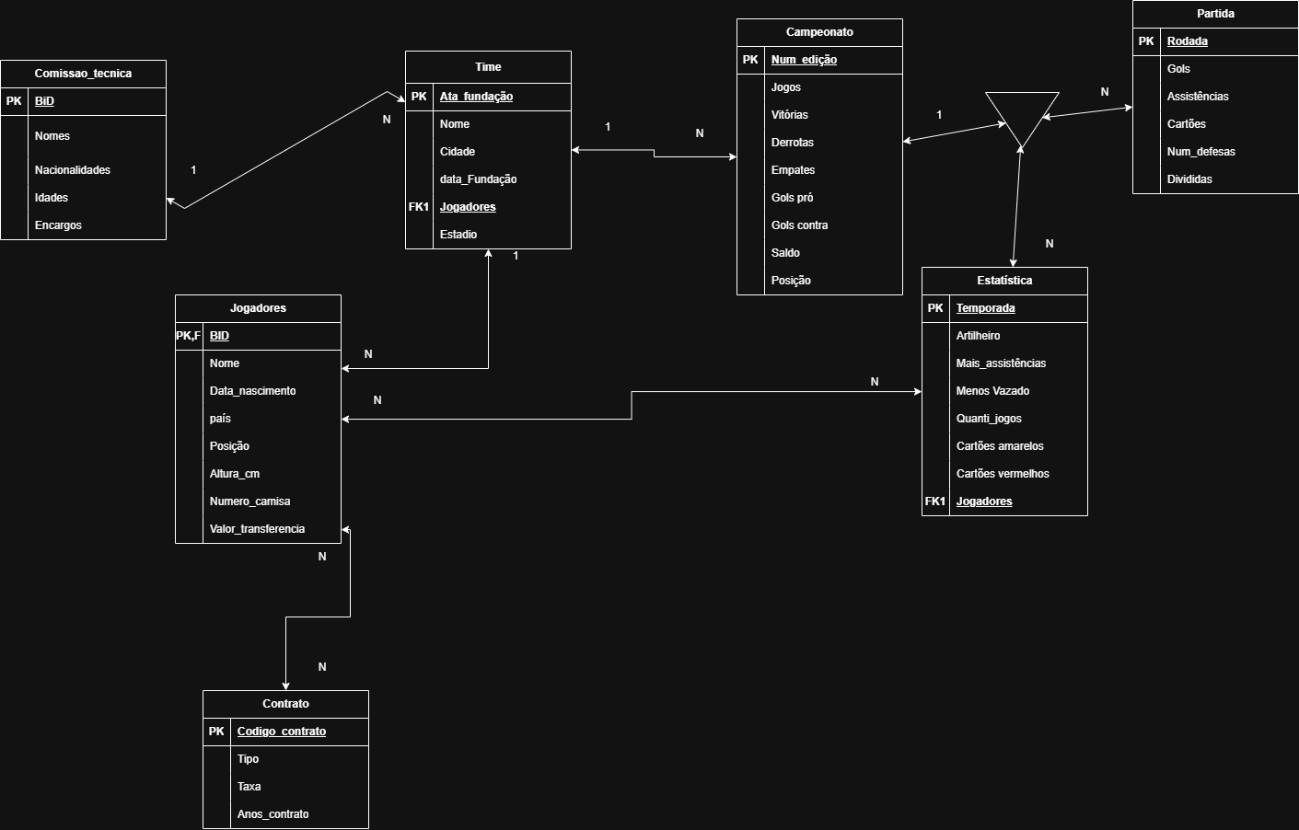 Comissao_tecnica
PK BiD
Nomes
Nacionalidades
Idades
Encargos
1
N
Time
PK Ata_fundação
Nome
Cidade
data_Fundação
FK1 Jogadores
Estadio
1
N
1
Campeonato
PK Num_edição
Jogos
Vitórias
Derrotas
Empates
Gols pró
Gols contra
Saldo
Posição
1
N
N
Partida
PK Rodada
Gols
Assistências
Cartões
Num_defesas
Divididas
Estatística
PK Temporada
Artilheiro
Mais_assistências
Menos Vazado
Quanti_jogos
Cartões amarelos
Cartões vermelhos
FK1 Jogadores
Jogadores
PK,F BID
Nome
Data_nascimento
país
Posição
Altura_cm
Numero_camisa
Valor_transferencia
N
N
N
N
N
Contrato
PK Codigo_contrato
Tipo
Taxa
Anos_contrato